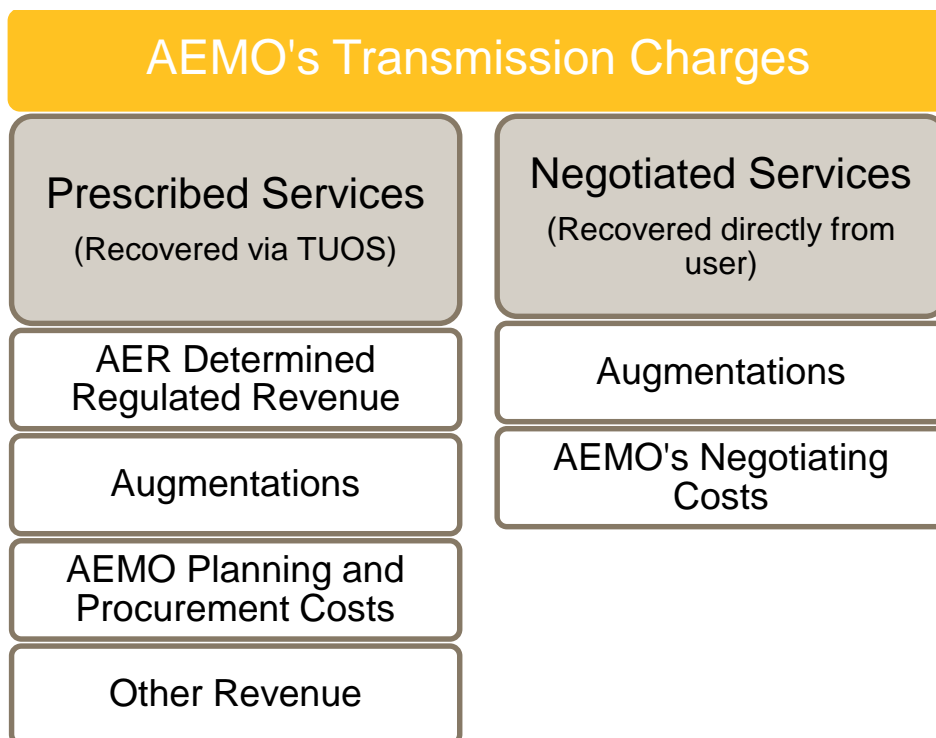 AEMO's Transmission Charges
Prescribed Services
(Recovered via TUOS)
AER Determined
Regulated Revenue
Augmentations
AEMO Planning and
Procurement Costs
Other Revenue
Negotiated Services
(Recovered directly from
user)
Augmentations
AEMO's Negotiating
Costs